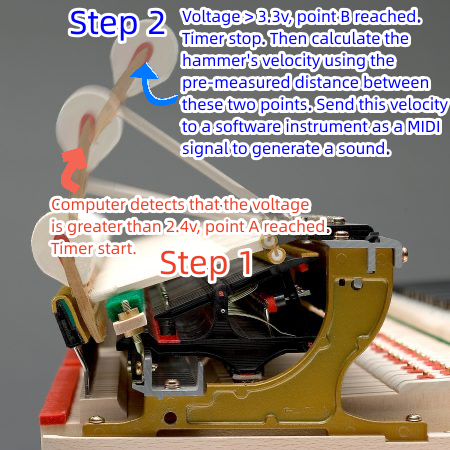 Step 2
Voltage > 3.3v, point B reached.
Timer stop. Then calculate the
hammer's velocity using the
pre-measured distance between
these two points. Send this velocity
to a software instrument as a MIDI
signal to generate a sound.
Computer detects that the voltage
is greater than 2.4v, point A reached.
Timer start.
Step 1